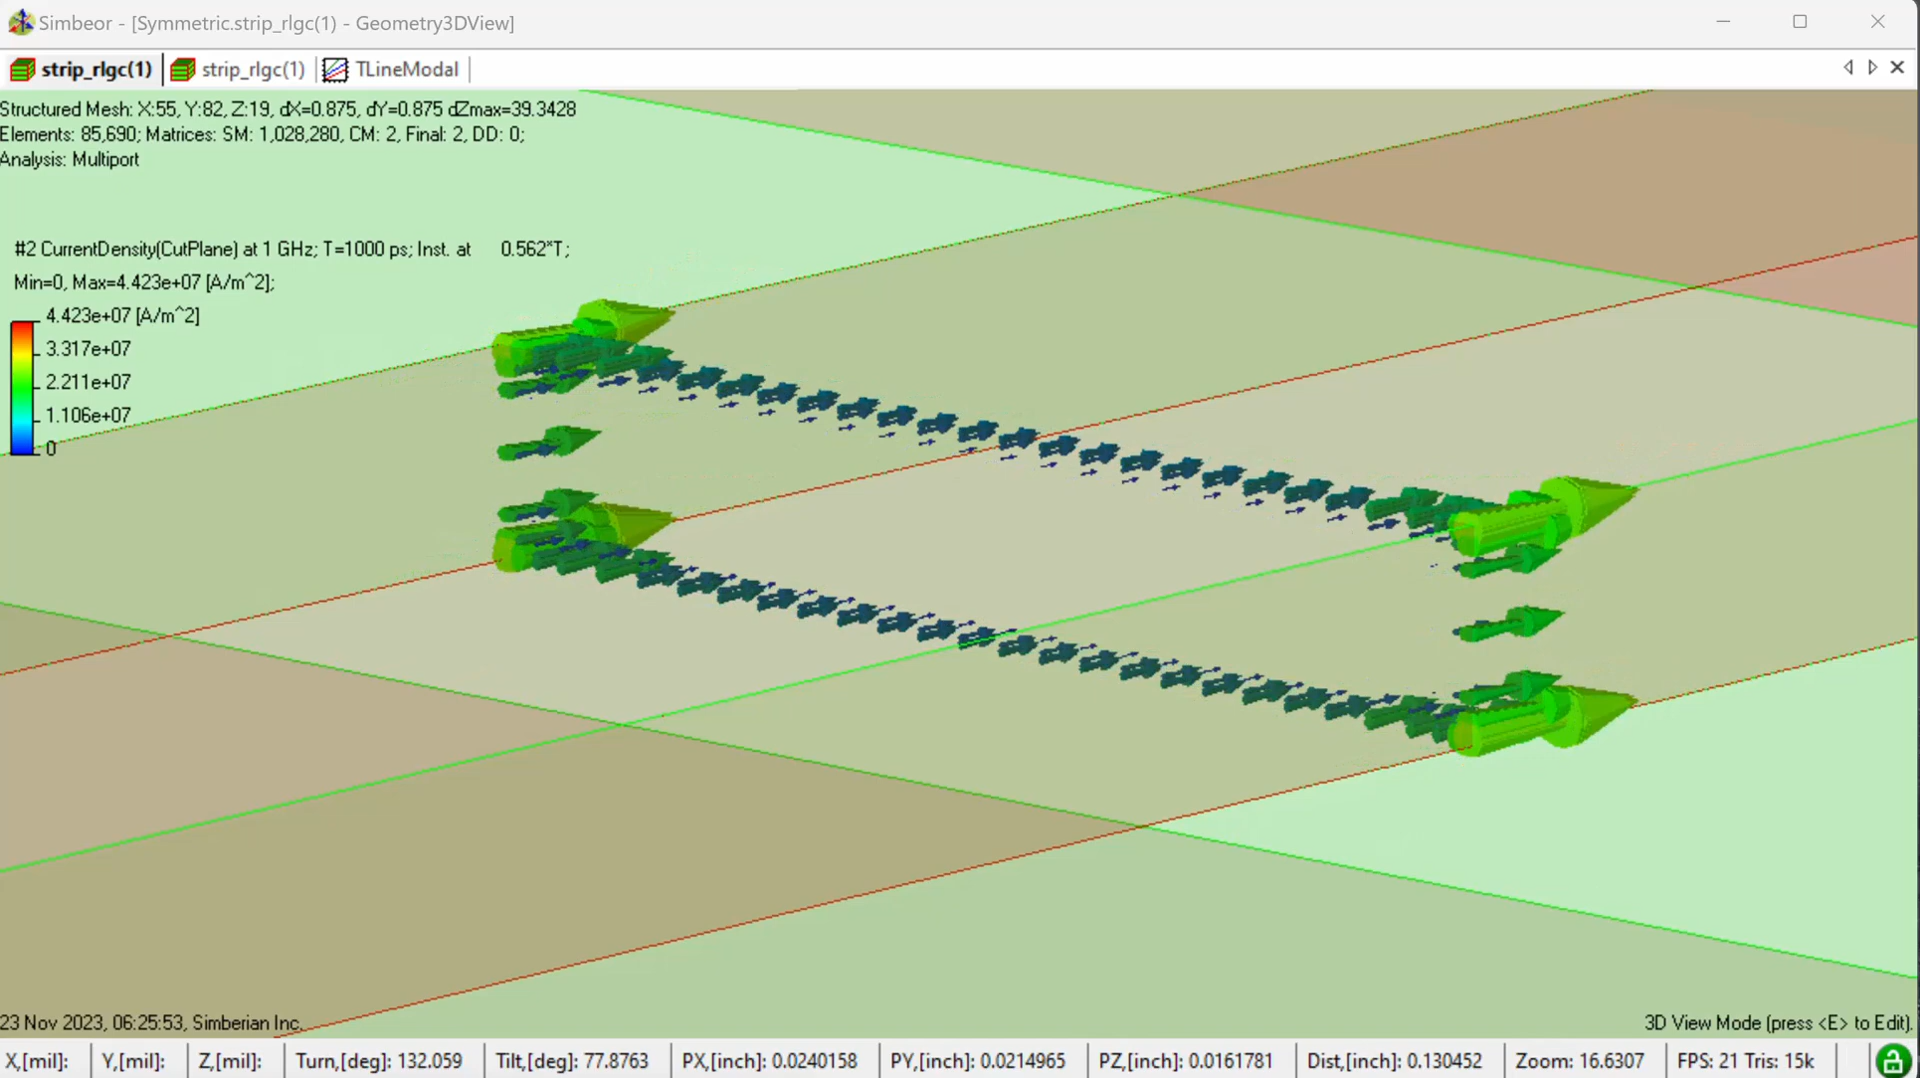 Simbeor - [Symmetric.strip_rlgc(1) - Geometry3DView]
strip_rlgc(1) strip_rlgc(1) TLineModal
Structured Mesh: X:55, Y:82, Z:19, dX=0.875, dY=0.875 dZmax=39.3428
Elements: 85,690; Matrices: SM: 1,028,280, CM: 2, Final: 2, DD: 0;
Analysis: Multiport
#2 CurrentDensity(CutPlane) at 1 GHz; T=1000 ps; Inst. at 0.562*T;
Min=0, Max=4.423e+07 [A/m^2];
4.423e+07 [A/m^2]
3.317e+07
2.211e+07
1.106e+07
0
23 Nov 2023, 06:25:53, Simberian Inc.
3D View Mode (press <E> to Edit).
X,[mil]: Y,[mil]: Z,[mil]: Turn,[deg]: 132.059 Tilt,[deg]: 77.8763 PX,[inch]: 0.0240158 PY,[inch]: 0.0214965 PZ,[inch]: 0.0161781 Dist,[inch]: 0.130452 Zoom: 16.6307 FPS: 21 Tris: 15k